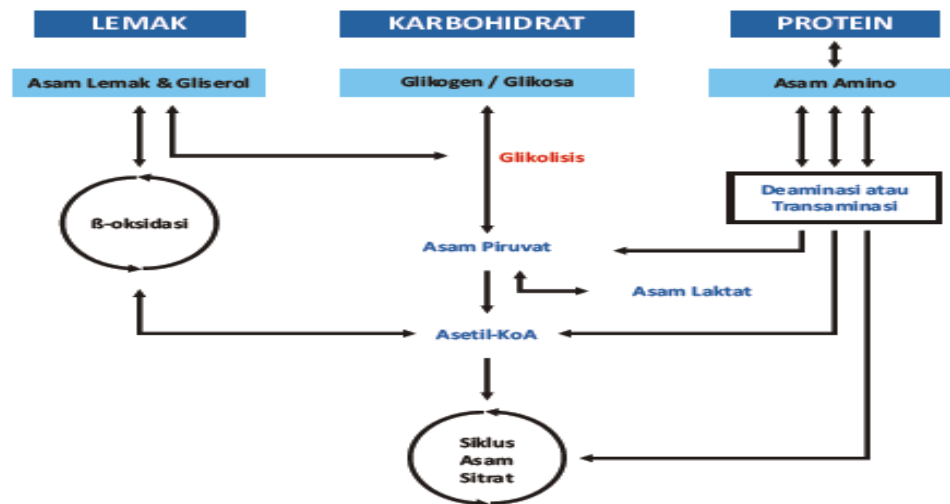 LEMAK
KARBOHIDRAT
PROTEIN
Asam Lemak & Gliserol
Glikogen / Glikosa
Asam Amino
Glikolisis
Deaminasi atau
Transaminasi
ß-oksidasi
Asam Piruvat
Asam Laktat
Asetil-KoA
Siklus
Asam
Sitrat